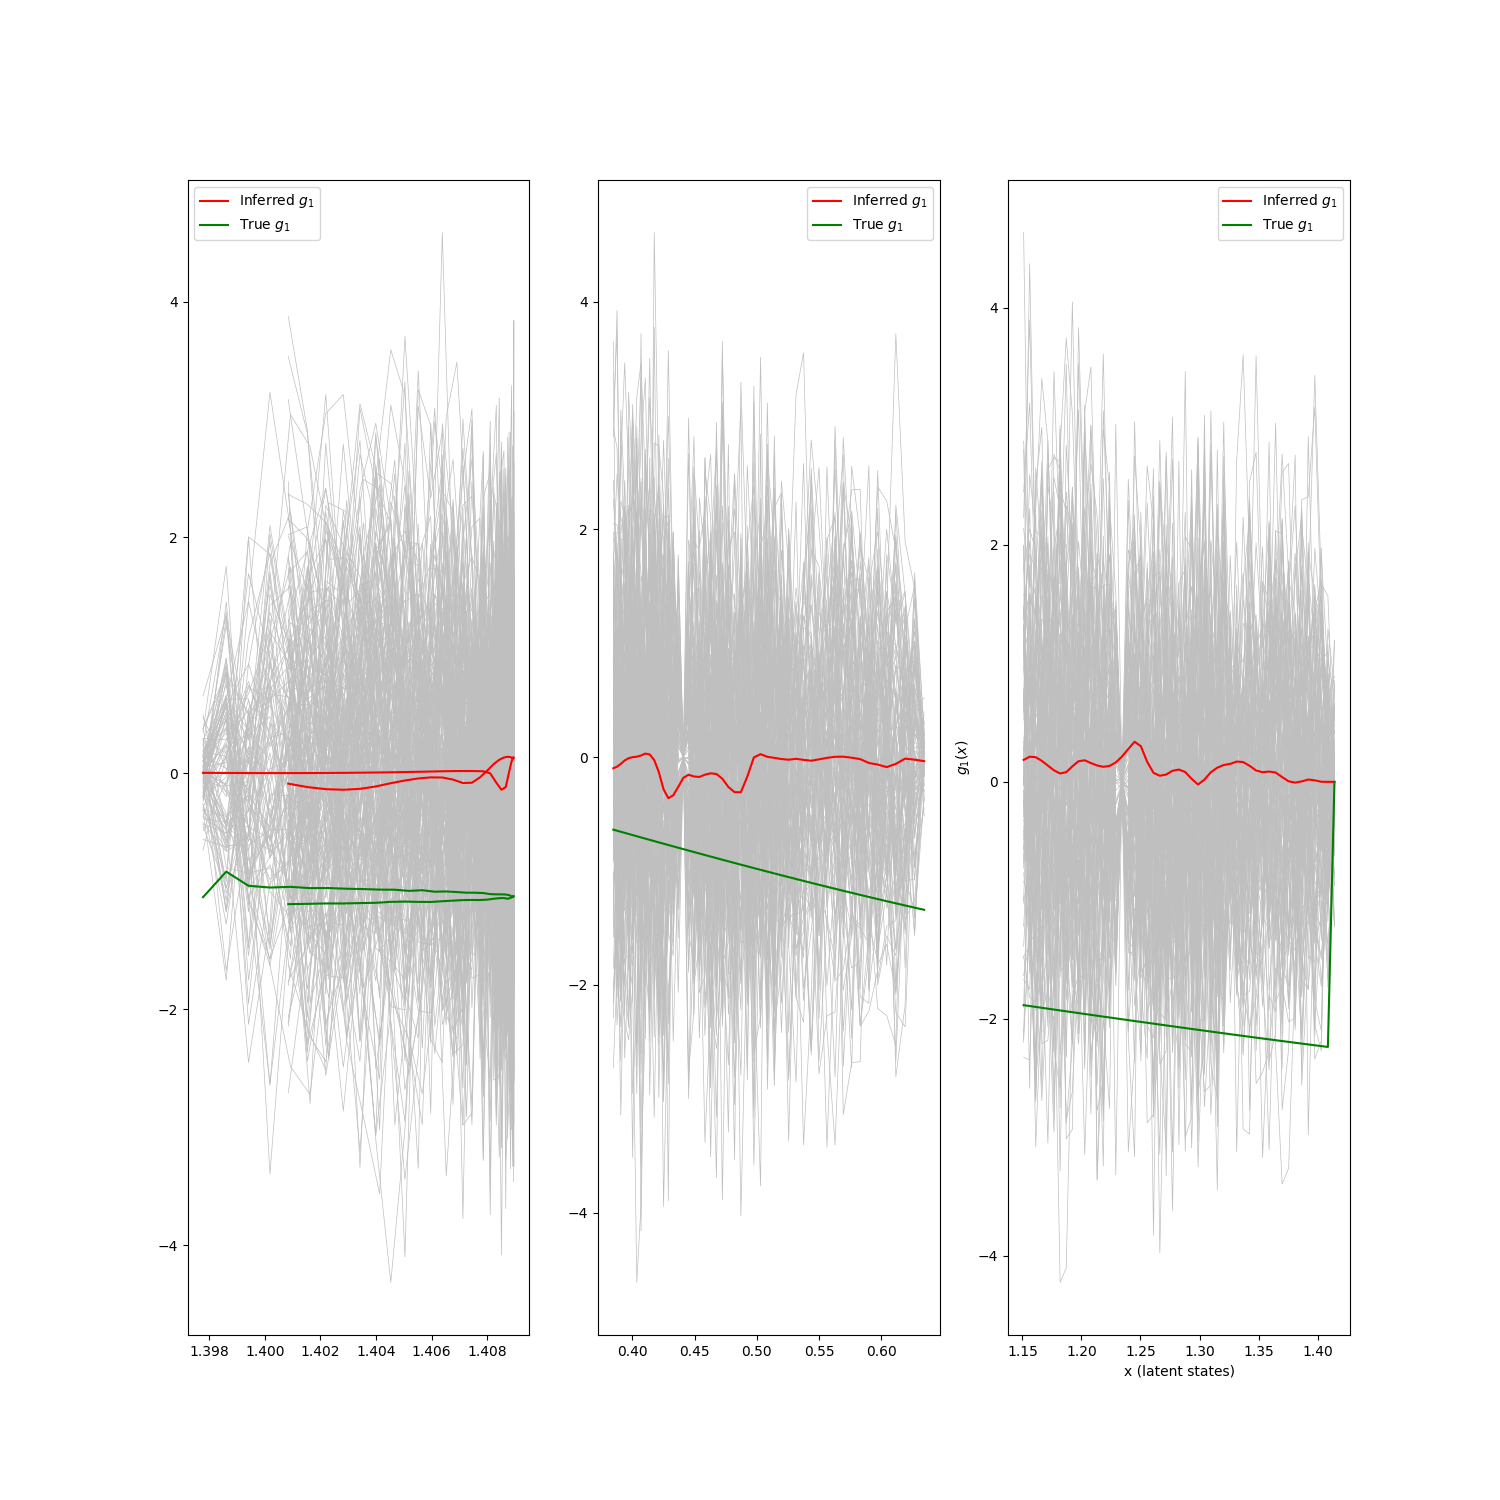 Inferred g₁
True g₁
4
2
0
−2
−4
1.398 1.400 1.402 1.404 1.406 1.408
Inferred g₁
True g₁
4
2
0
−2
−4
0.40 0.45 0.50 0.55 0.60
Inferred g₁
True g₁
g₁(x)
4
2
0
−2
−4
1.15 1.20 1.25 1.30 1.35 1.40
x (latent states)